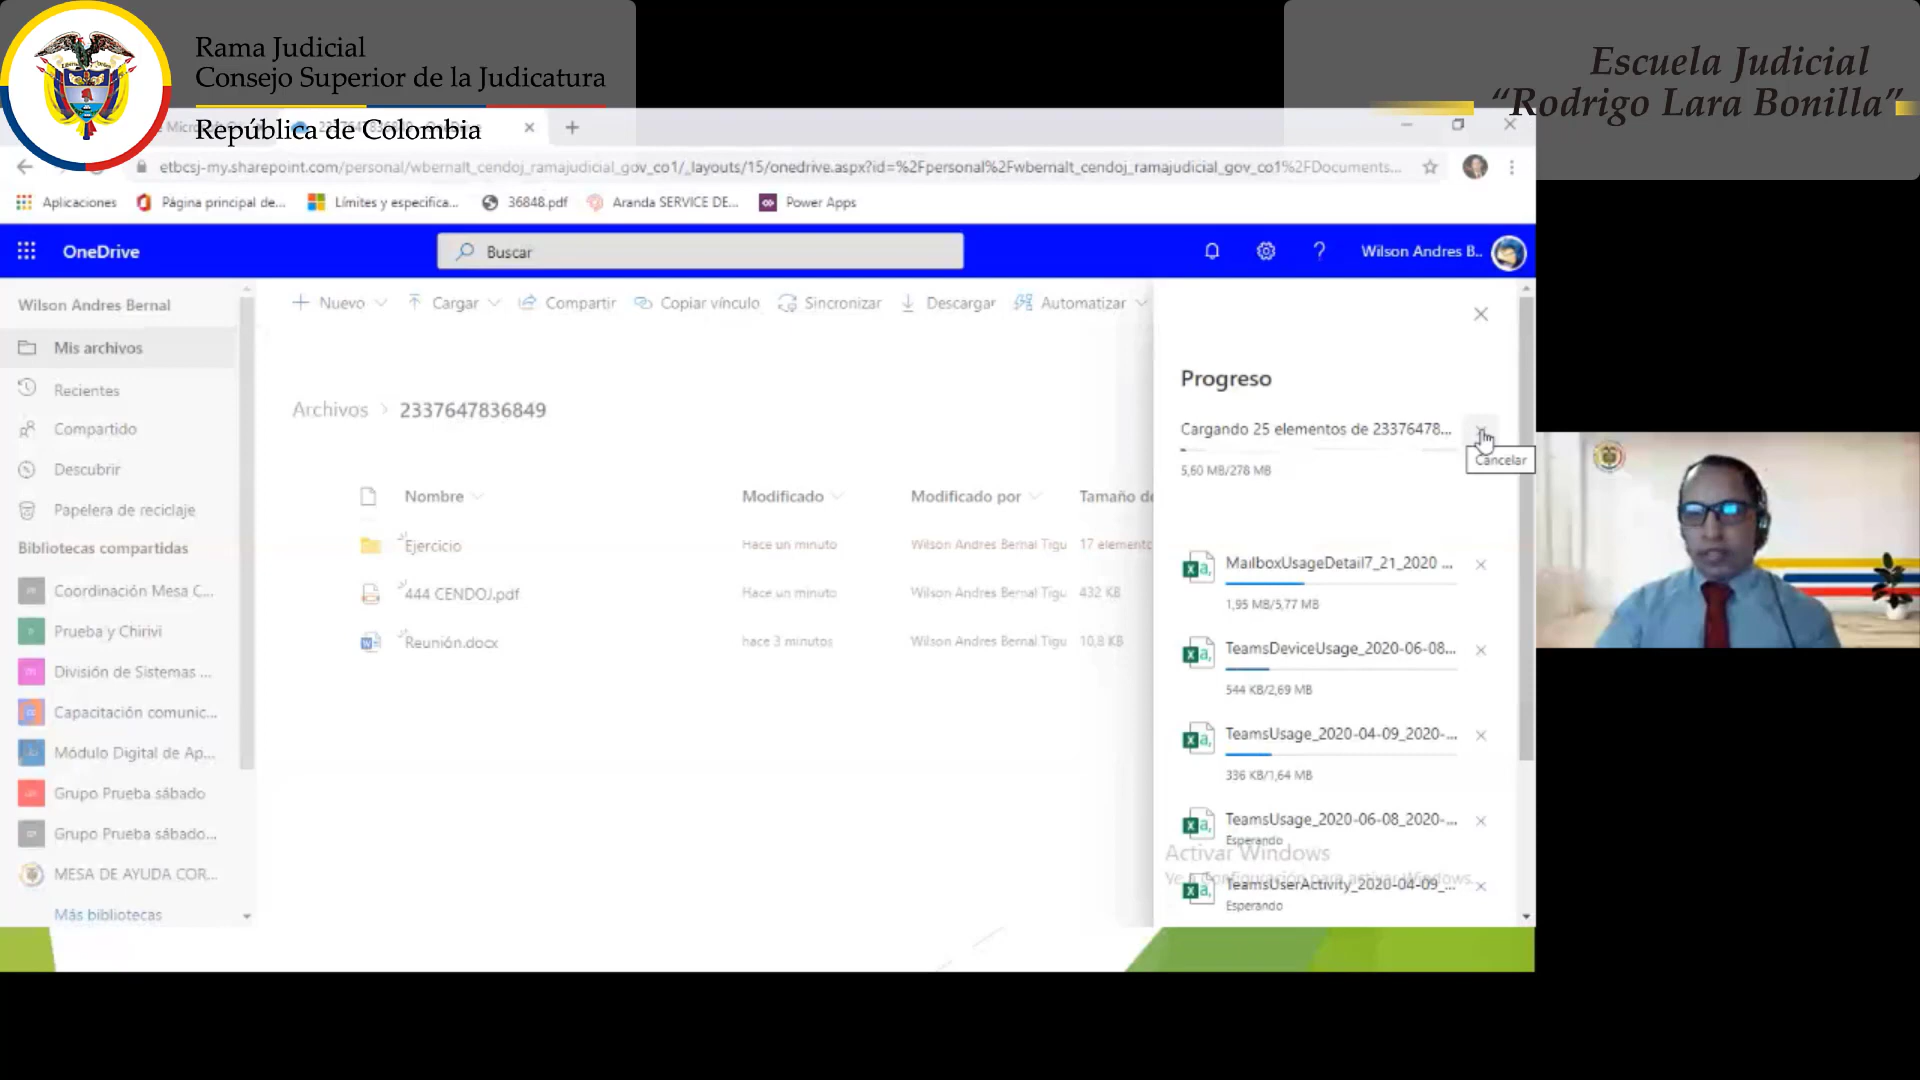 Rama Judicial
Consejo Superior de la Judicatura
República de Colombia
Escuela Judicial
“Rodrigo Lara Bonilla”
etbcsj-my.sharepoint.com/personal/wbernalt_cendoj_ramajudicial_gov_co1/_layouts/15/onedrive.aspx?id=%2Fpersonal%2Fwbernalt_cendoj_ramajudicial_gov_co1%2FDocuments...
Aplicaciones
Página principal de...
Límites y especifica...
36848.pdf
Aranda SERVICE DE...
Power Apps
OneDrive
Buscar
Wilson Andres B..
Wilson Andres Bernal
Mis archivos
Recientes
Compartido
Descubrir
Papelera de reciclaje
Bibliotecas compartidas
Coordinación Mesa C...
Prueba y Chirivi
División de Sistemas ...
Capacitación comunic...
Módulo Digital de Ap...
Grupo Prueba sábado
Grupo Prueba sábado...
MESA DE AYUDA COR...
Más bibliotecas
Nuevo
Cargar
Compartir
Copiar vínculo
Sincronizar
Descargar
Automatizar
Archivos > 2337647836849
Nombre Modificado Modificado por Tamaño de
Ejercicio Hace un minuto Wilson Andres Bernal Tigu 17 elemento
444 CENDOJ.pdf Hace un minuto Wilson Andres Bernal Tigu 432 KB
Reunión.docx hace 3 minutos Wilson Andres Bernal Tigu 10,8 KB
Progreso
Cargando 25 elementos de 23376478...
Cancelar
5,60 MB/278 MB
MailboxUsageDetail7_21_2020 ...
1,95 MB/5,77 MB
TeamsDeviceUsage_2020-06-08...
544 KB/2,69 MB
TeamsUsage_2020-04-09_2020-...
336 KB/1,64 MB
TeamsUsage_2020-06-08_2020-...
Esperando
Activar Windows
Ve a Configuración para activar Windows.
TeamsUserActivity_2020-04-09_...
Esperando